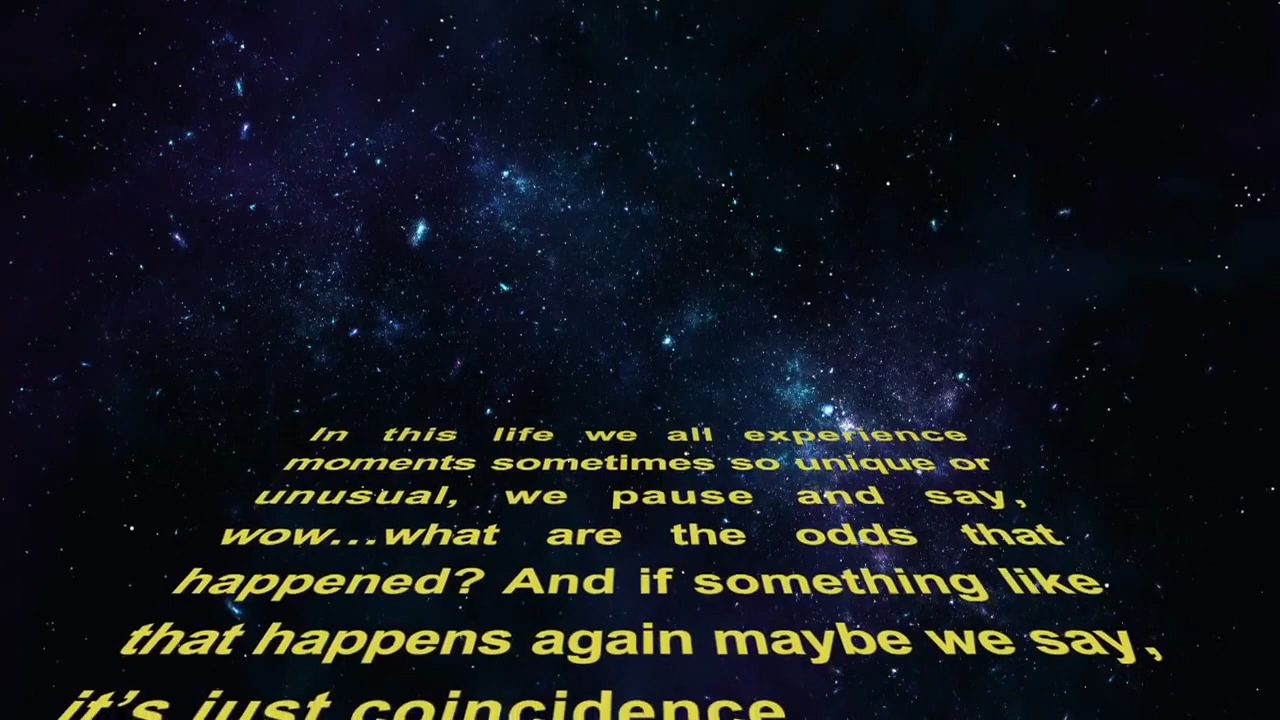 In this life we all experience
moments sometimes so unique or
unusual, we pause and say,
wow...what are the odds that
happened? And if something like
that happens again maybe we say,
it’s just coincidence